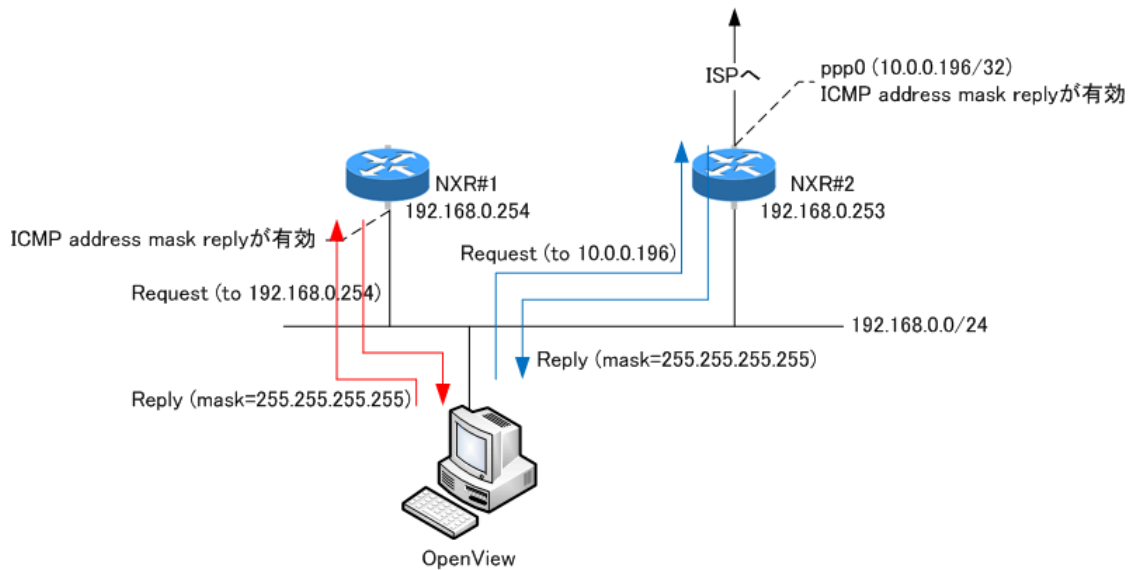 ISPへ
ppp0 (10.0.0.196/32)
ICMP address mask replyが有効
NXR#1
192.168.0.254
NXR#2
192.168.0.253
ICMP address mask replyが有効
Request (to 10.0.0.196)
Request (to 192.168.0.254)
192.168.0.0/24
Reply (mask=255.255.255.255)
Reply (mask=255.255.255.255)
OpenView